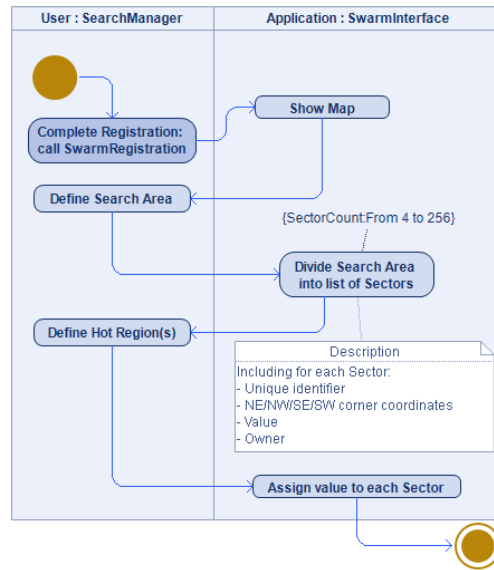 User : SearchManager
Application : SwarmInterface
Show Map
Complete Registration:
call SwarmRegistration
Define Search Area
{SectorCount:From 4 to 256}
Divide Search Area
into list of Sectors
Define Hot Region(s)
Description
Including for each Sector:
- Unique identifier
- NE/NW/SE/SW corner coordinates
- Value
- Owner
Assign value to each Sector